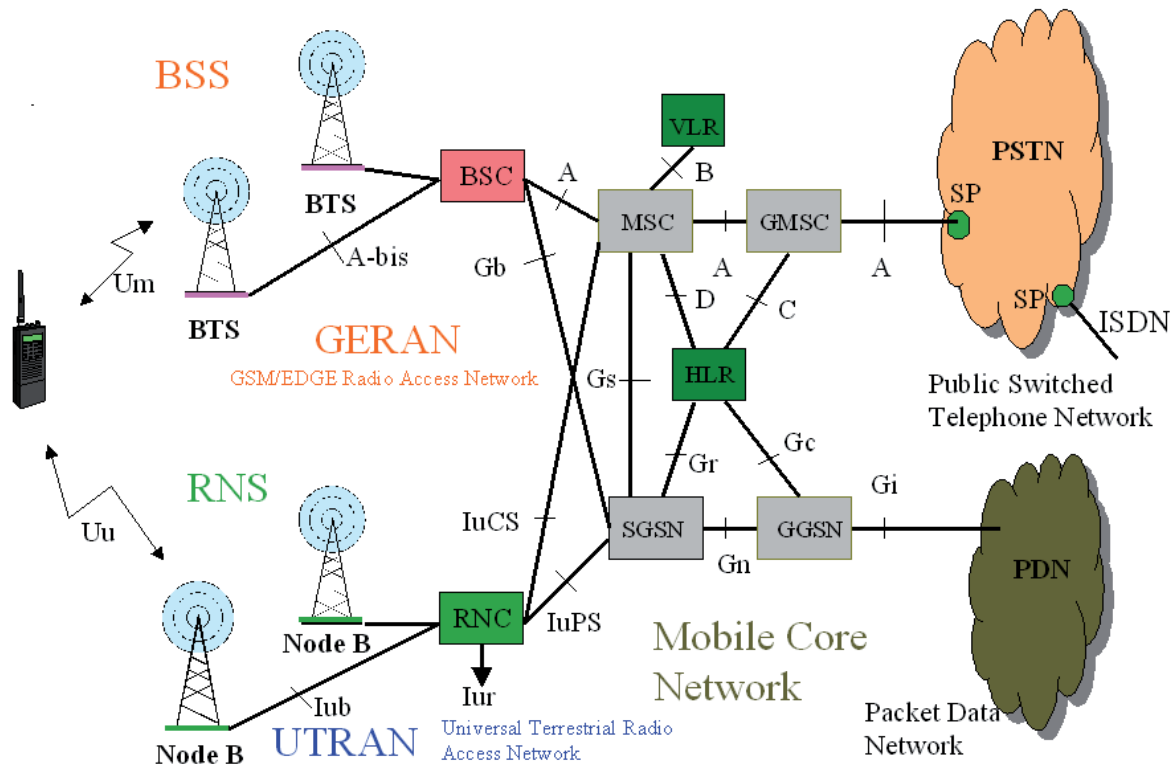 BSS
VLR
PSTN
BSC
A
B
SP
BTS
MSC
GMSC
A-bis
Gb
A
A
Um
D
C
SP
BTS
ISDN
GERAN
GSM/EDGE Radio Access Network
Gs
HLR
Public Switched
Telephone Network
Gr
Gc
RNS
Gi
IuCS
SGSN
GGSN
Uu
Gn
PDN
RNC
IuPS
Node B
Mobile Core
Network
Iur
Iub
Universal Terrestrial Radio
Access Network
UTRAN
Node B
Packet Data
Network